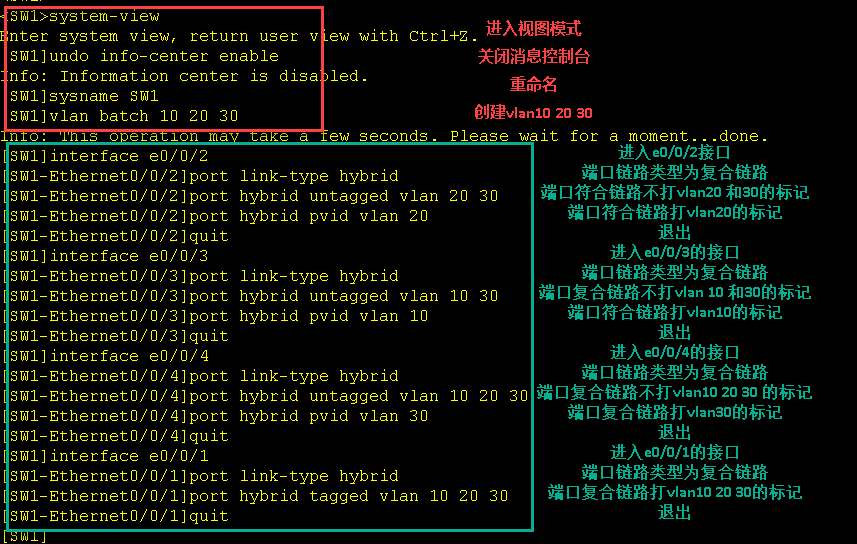 <SW1>system-view
Enter system view, return user view with Ctrl+Z. 进入视图模式
SW1]undo info-center enable 关闭消息控制台
Info: Information center is disabled.
SW1]sysname SW1 重命名
SW1]vlan batch 10 20 30 创建vlan10 20 30
Info: This operation may take a few seconds. Please wait for a moment...done.
[SW1]interface e0/0/2 进入e0/0/2接口
[SW1-Ethernet0/0/2]port link-type hybrid 端口链路类型为复合链路
[SW1-Ethernet0/0/2]port hybrid untagged vlan 20 30 端口符合链路不打vlan20 和30的标记
[SW1-Ethernet0/0/2]port hybrid pvid vlan 20 端口符合链路打vlan20的标记
[SW1-Ethernet0/0/2]quit 退出
[SW1]interface e0/0/3 进入e0/0/3的接口
[SW1-Ethernet0/0/3]port link-type hybrid 端口链路类型为复合链路
[SW1-Ethernet0/0/3]port hybrid untagged vlan 10 30 端口复合链路不打vlan 10 和30的标记
[SW1-Ethernet0/0/3]port hybrid pvid vlan 10 端口符合链路打vlan10的标记
[SW1-Ethernet0/0/3]quit 退出
[SW1]interface e0/0/4 进入e0/0/4的接口
[SW1-Ethernet0/0/4]port link-type hybrid 端口链路类型为复合链路
[SW1-Ethernet0/0/4]port hybrid untagged vlan 10 20 30 端口复合链路不打vlan10 20 30 的标记
[SW1-Ethernet0/0/4]port hybrid pvid vlan 30 端口复合链路打vlan30的标记
[SW1-Ethernet0/0/4]quit 退出
[SW1]interface e0/0/1 进入e0/0/1的接口
[SW1-Ethernet0/0/1]port link-type hybrid 端口链路类型为复合链路
[SW1-Ethernet0/0/1]port hybrid tagged vlan 10 20 30 端口复合链路打vlan10 20 30的标记
[SW1-Ethernet0/0/1]quit 退出
[SW1]